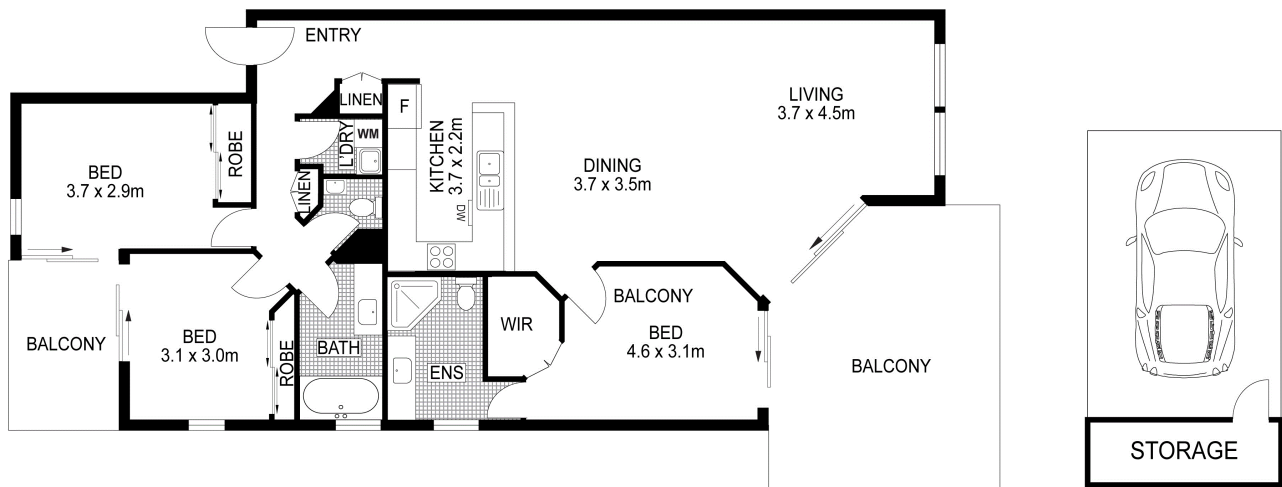 ENTRY
LINEN
F
LIVING
3.7 x 4.5m
L'DRY
WM
KITCHEN
3.7 x 2.2m
DW
DINING
3.7 x 3.5m
BED
3.7 x 2.9m
ROBE
LINEN
BALCONY
BED
3.1 x 3.0m
ROBE
BATH
ENS
WIR
BALCONY
BED
4.6 x 3.1m
BALCONY
STORAGE